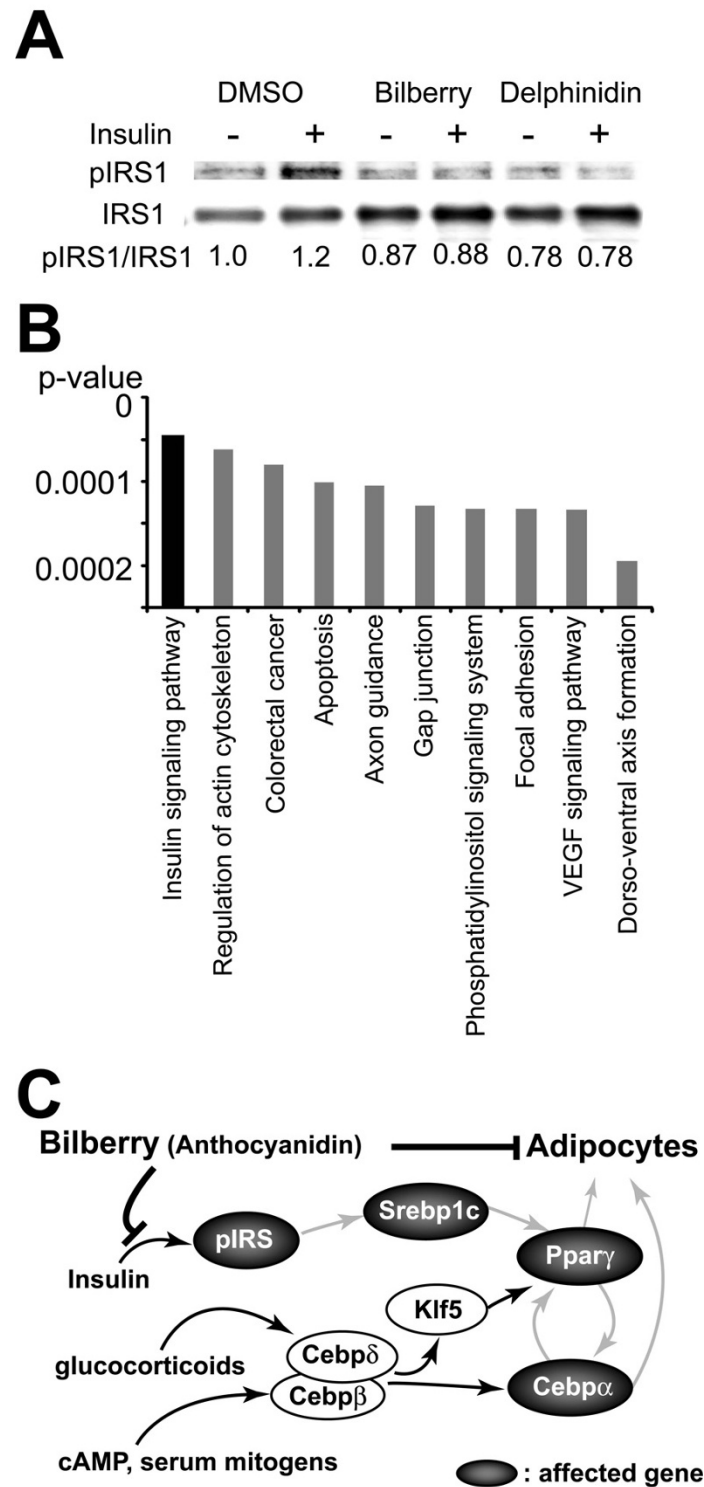 A
DMSO Bilberry Delphinidin
Insulin - + - + - +
pIRS1
IRS1
pIRS1/IRS1 1.0 1.2 0.87 0.88 0.78 0.78
B
p-value
0
0.0001
0.0002
Insulin signaling pathway
Regulation of actin cytoskeleton
Colorectal cancer
Apoptosis
Axon guidance
Gap junction
Phosphatidylinositol signaling system
Focal adhesion
VEGF signaling pathway
Dorso-ventral axis formation
C
Bilberry (Anthocyanidin) Adipocytes
Srebp1c
pIRS
Pparγ
Insulin
Klf5
glucocorticoids
Cebpδ
Cebpβ
Cebpα
cAMP, serum mitogens
: affected gene